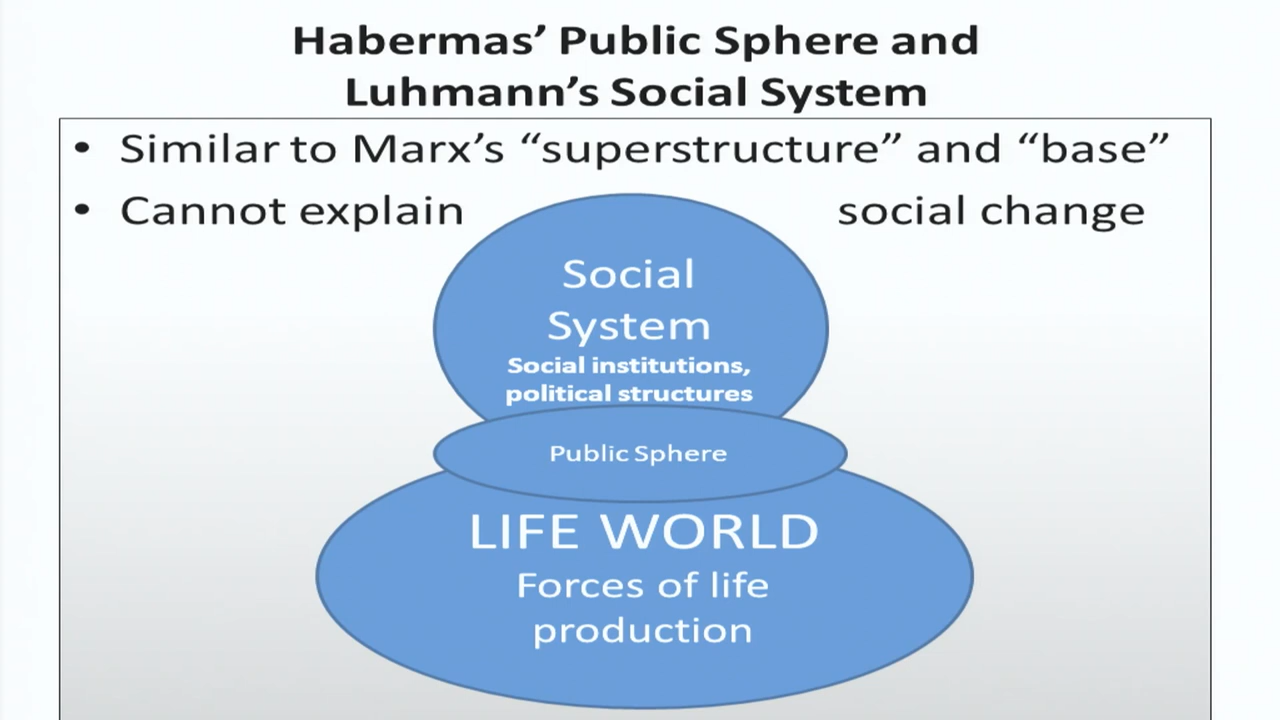 Habermas’ Public Sphere and
Luhmann’s Social System
• Similar to Marx’s “superstructure” and “base”
• Cannot explain social change
Social
System
Social institutions,
political structures
Public Sphere
LIFE WORLD
Forces of life
production